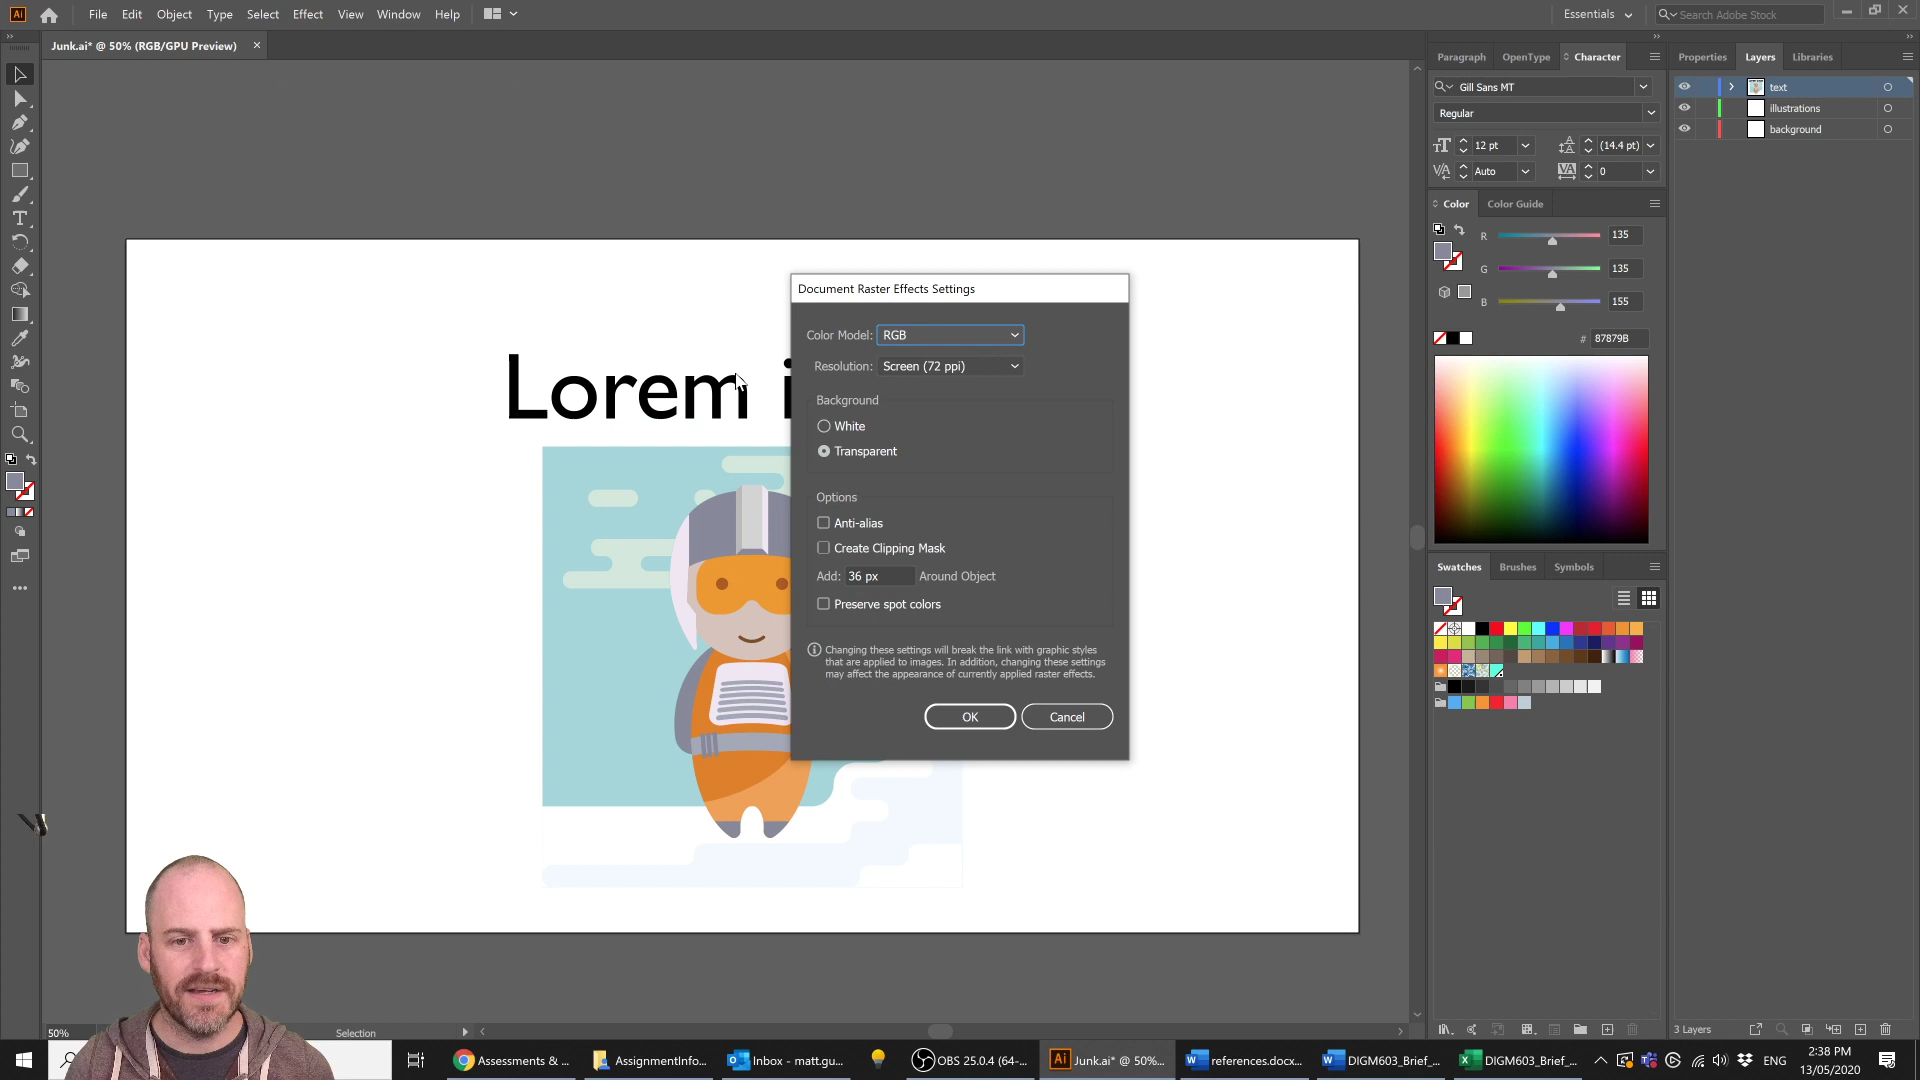 File Edit Object Type Select Effect View Window Help
Essentials
Search Adobe Stock
Junk.ai* @ 50% (RGB/GPU Preview)
Paragraph OpenType Character
Properties Layers Libraries
Gill Sans MT
Regular
12 pt (14.4 pt)
Auto 0
text
illustrations
background
Color Color Guide
R 135
G 135
B 155
# 87879B
Swatches Brushes Symbols
Lorem i
Document Raster Effects Settings
Color Model: RGB
Resolution: Screen (72 ppi)
Background
White
Transparent
Options
Anti-alias
Create Clipping Mask
Add: 36 px Around Object
Preserve spot colors
Changing these settings will break the link with graphic styles
that are applied to images. In addition, changing these settings
may affect the appearance of currently applied raster effects.
OK Cancel
50%
Selection
3 Layers
Assessments & ...
AssignmentInfo...
Inbox - matt.gu...
OBS 25.0.4 (64-...
Ai Junk.ai* @ 50%...
references.docx...
DIGM603_Brief_...
DIGM603_Brief_...
ENG
2:38 PM
13/05/2020